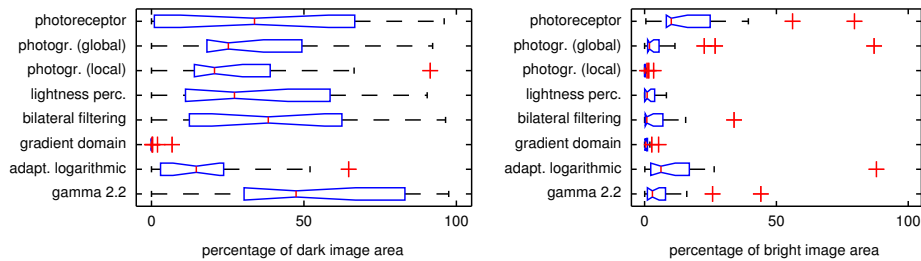 photoreceptor
photogr. (global)
photogr. (local)
lightness perc.
bilateral filtering
gradient domain
adapt. logarithmic
gamma 2.2
0 50 100
percentage of dark image area
photoreceptor
photogr. (global)
photogr. (local)
lightness perc.
bilateral filtering
gradient domain
adapt. logarithmic
gamma 2.2
0 50 100
percentage of bright image area